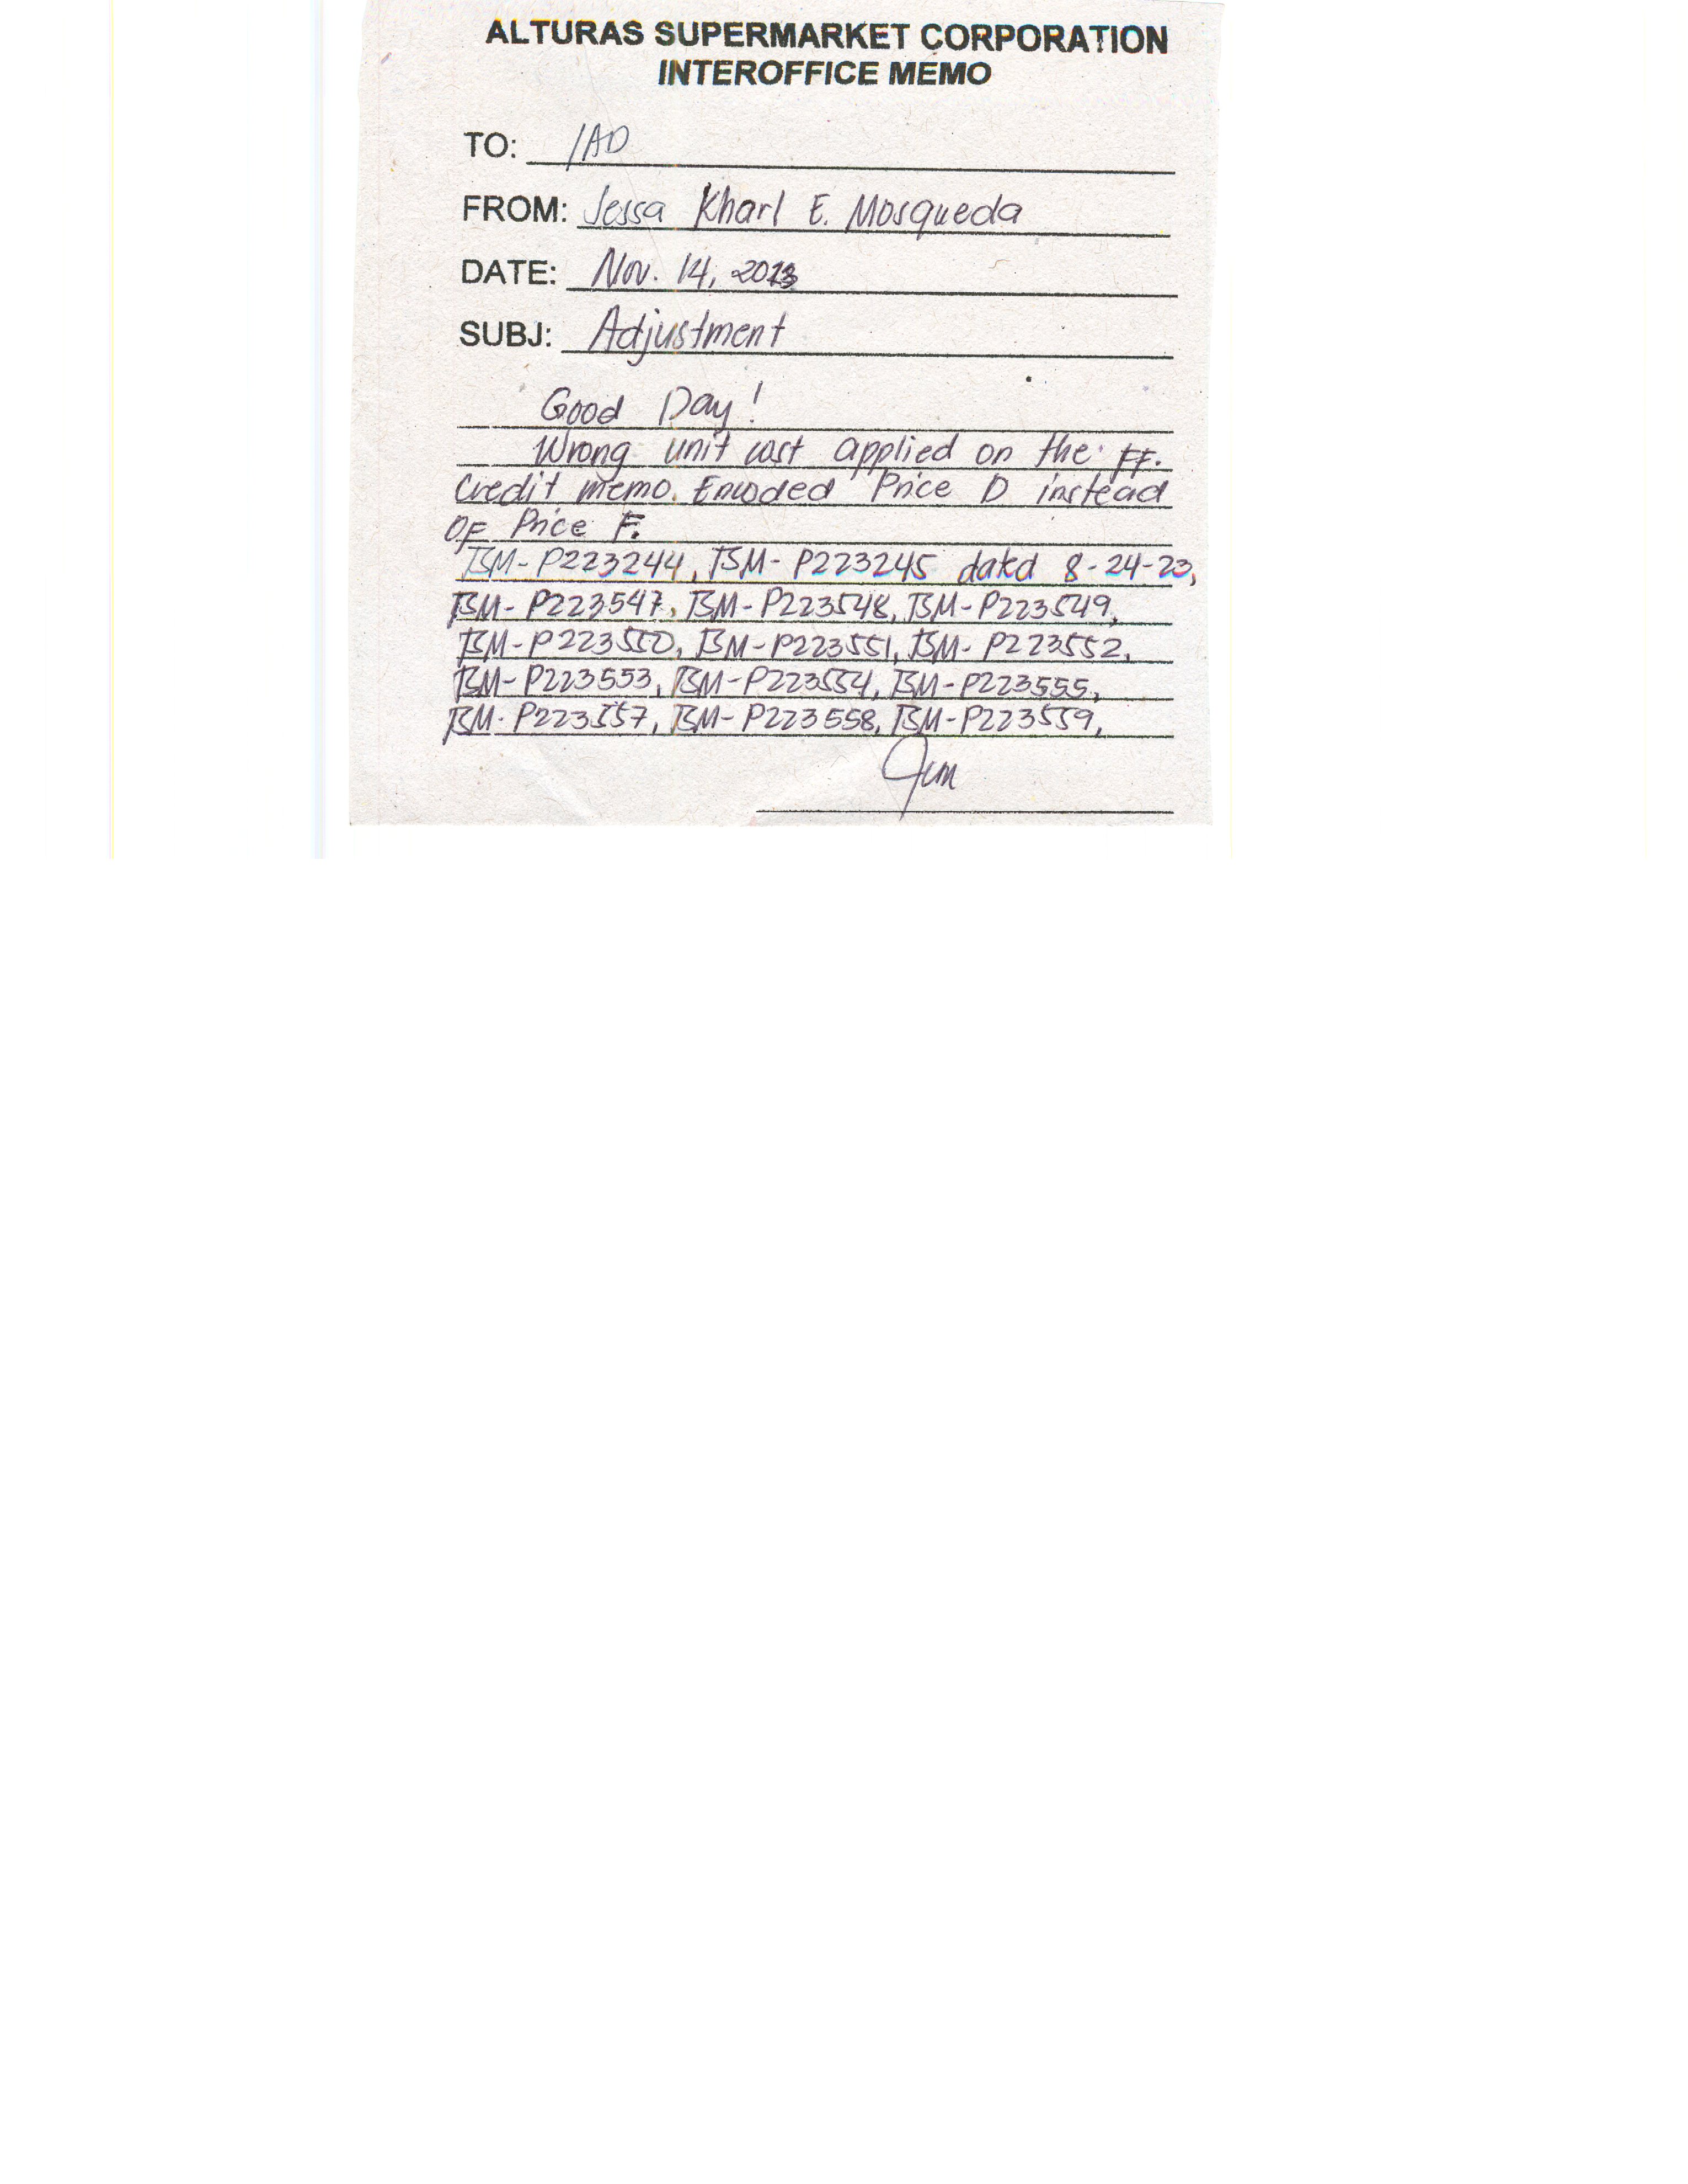 ALTURAS SUPERMARKET CORPORATION
INTEROFFICE MEMO
TO: IAD
FROM: Jessa Kharl E. Mosqueda
DATE: Nov. 14, 2023
SUBJ: Adjustment
Good Day!
Wrong unit cost applied on the ff.
Credit memo. Encoded Price D instead
of Price F.
TSM-P223244, TSM-P223245 dated 8-24-23,
TSM-P223547, TSM-P223548, TSM-P223549,
TSM-P223550, TSM-P223551, TSM-P223552,
TSM-P223553, TSM-P223554, TSM-P223555,
TSM-P223557, TSM-P223558, TSM-P223559,